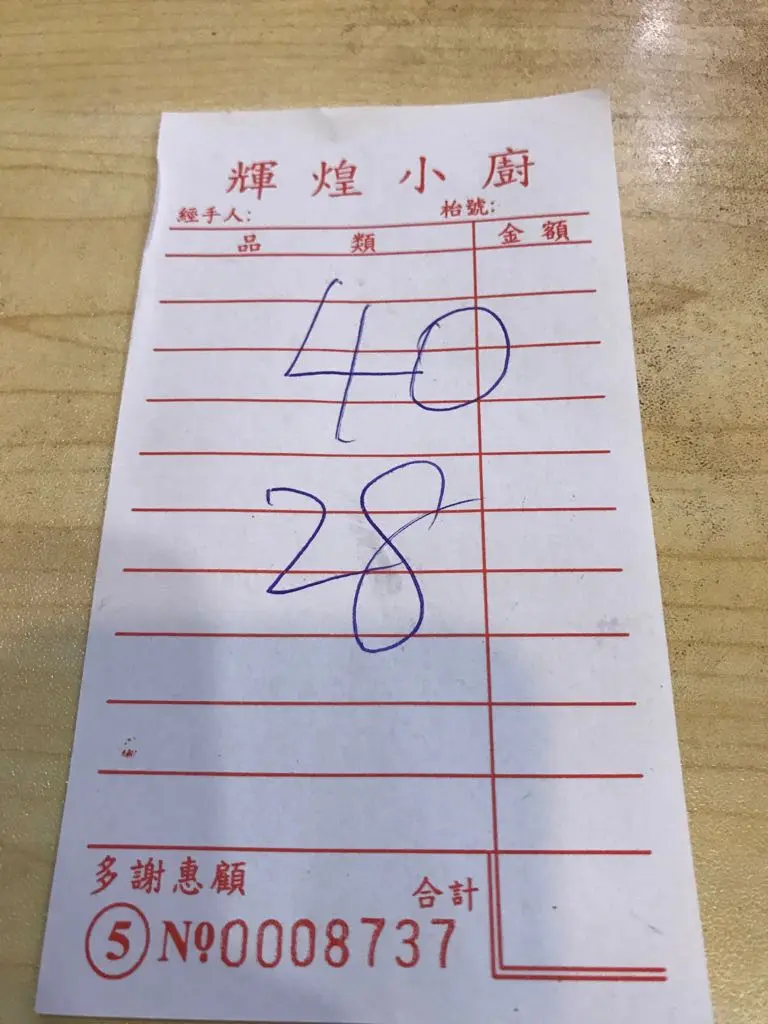 輝煌小廚
經手人: 枱號:
品類 金額
40
28
多謝惠顧 合計
5 Nº0008737